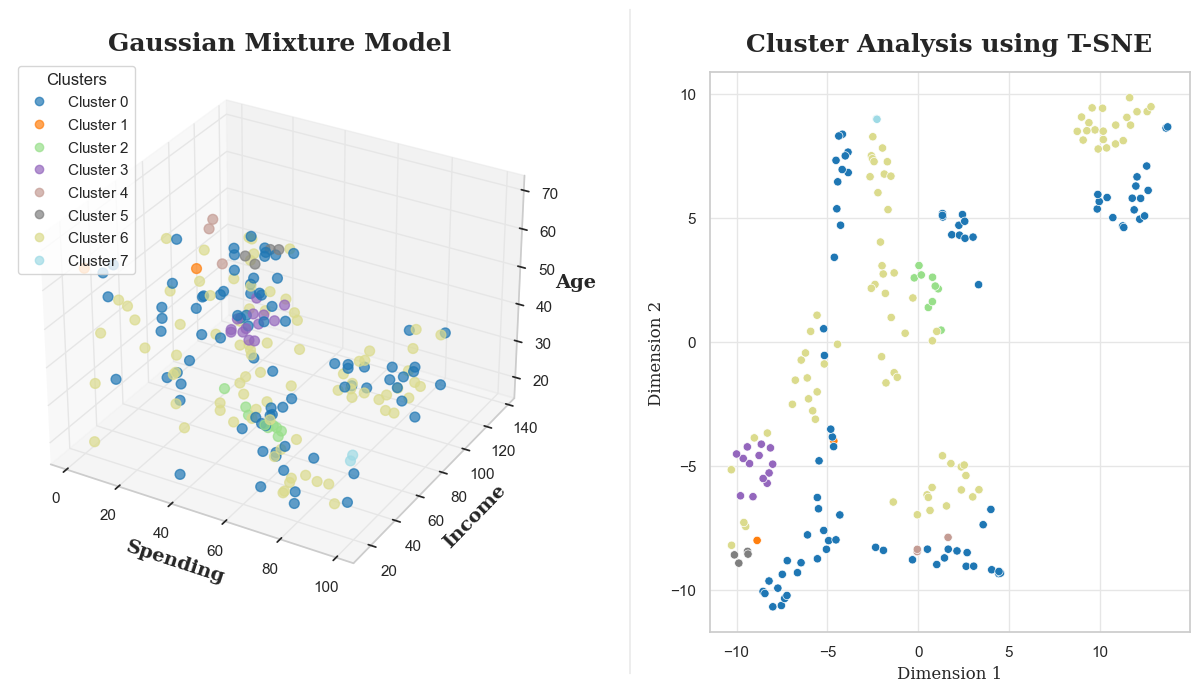 Gaussian Mixture Model
Clusters
Cluster 0
Cluster 1
Cluster 2
Cluster 3
Cluster 4
Cluster 5
Cluster 6
Cluster 7
70
60
50
40
30
20
Age
140
120
100
80
60
40
20
Income
0
20
40
60
80
100
Spending
Cluster Analysis using T-SNE
10
5
0
−5
−10
Dimension 2
−10
−5
0
5
10
Dimension 1